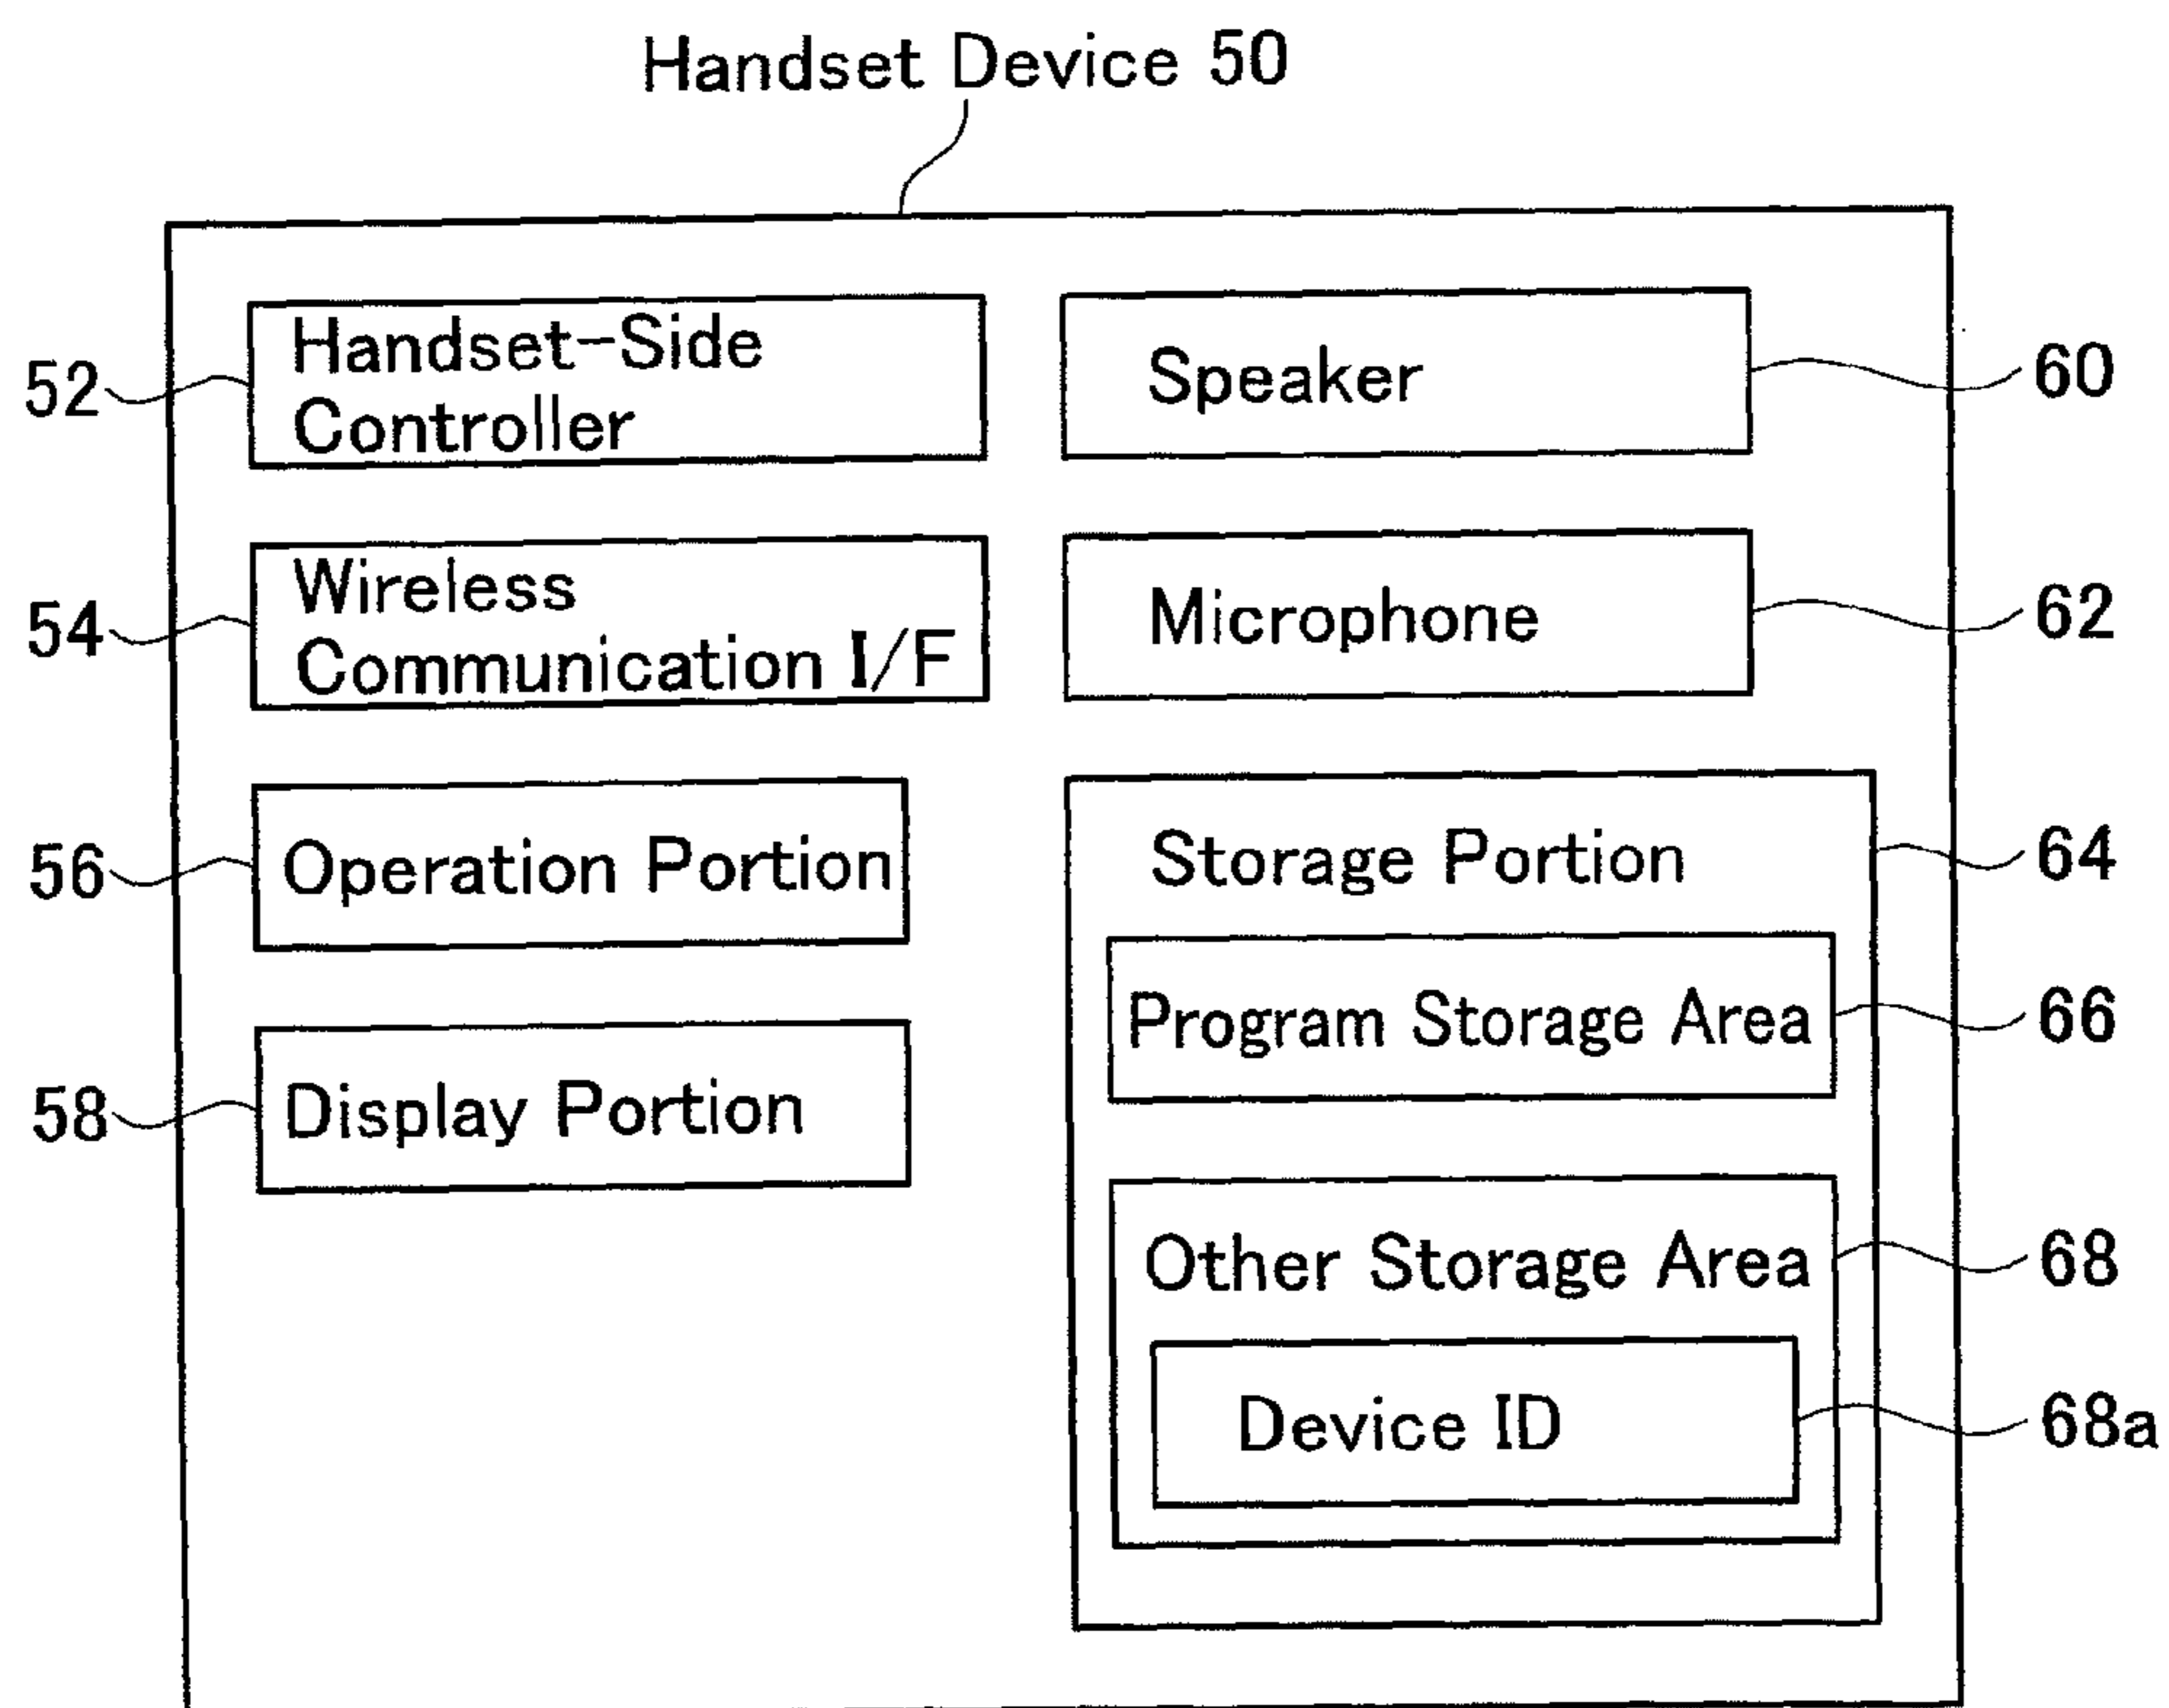 Handset Device 50
52
Handset-Side
Controller
Speaker
60
54
Wireless
Communication I/F
Microphone
62
56
Operation Portion
Storage Portion
64
Program Storage Area
66
58
Display Portion
Other Storage Area
68
Device ID
68a